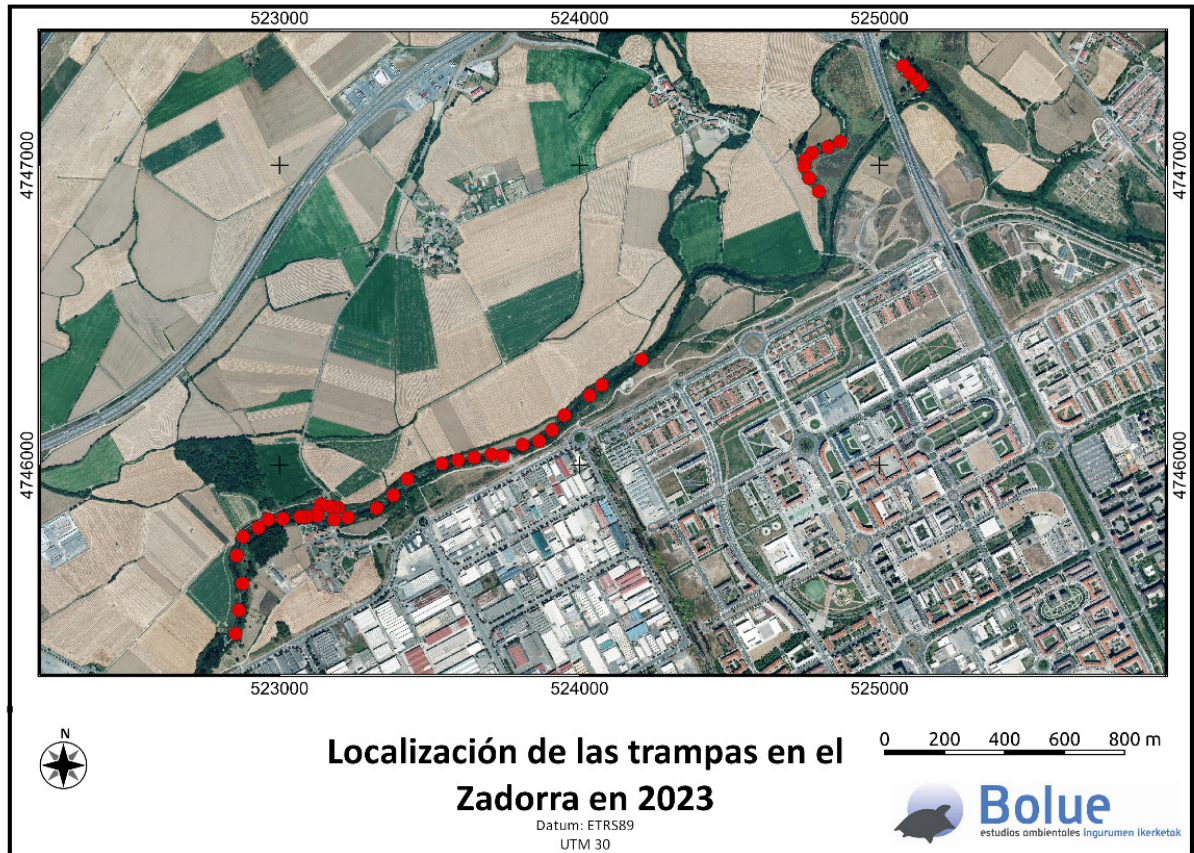 523000
524000
525000
4747000
4747000
4746000
4746000
523000
524000
525000
N
Localización de las trampas en el
Zadorra en 2023
Datum: ETRS89
UTM 30
0 200 400 600 800 m
Bolue
estudios ambientales ingurumen ikerketak